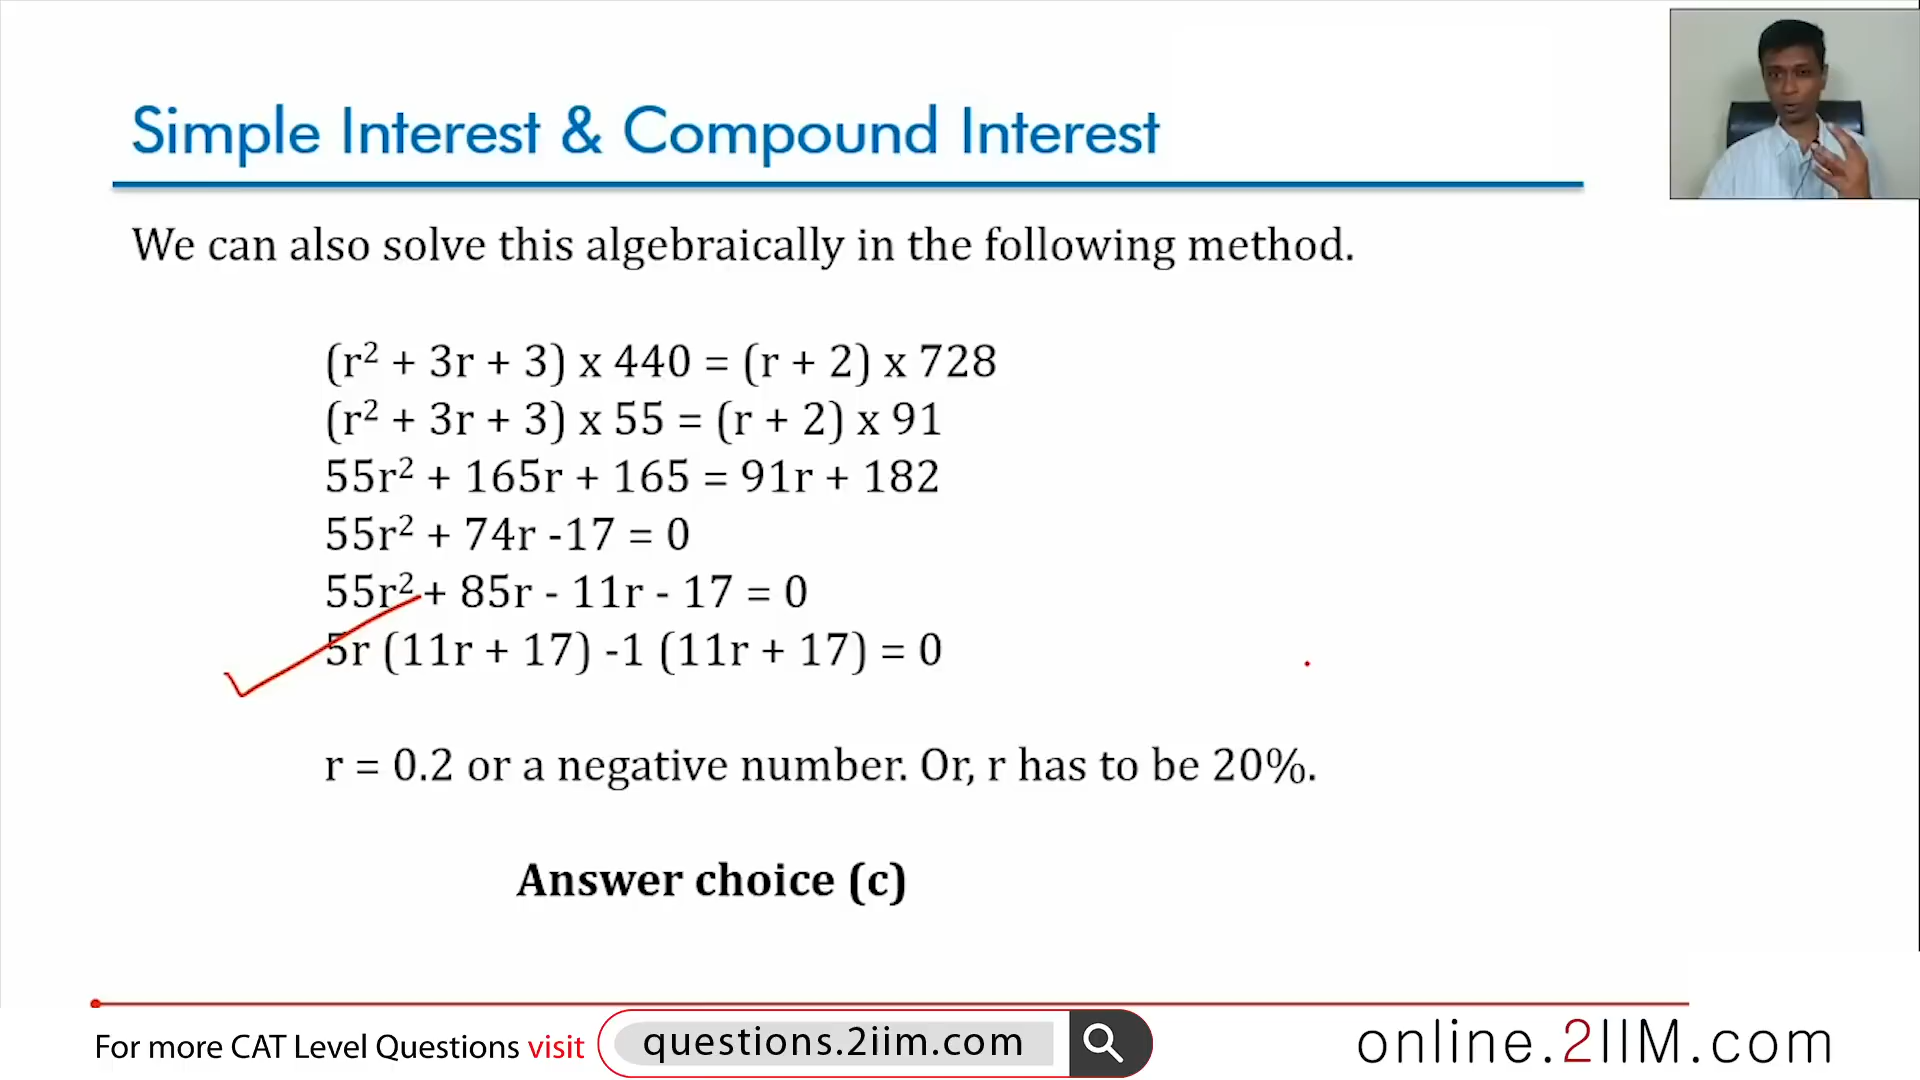 Simple Interest & Compound Interest
We can also solve this algebraically in the following method.
(r² + 3r + 3) x 440 = (r + 2) x 728
(r² + 3r + 3) x 55 = (r + 2) x 91
55r² + 165r + 165 = 91r + 182
55r² + 74r -17 = 0
55r² + 85r - 11r - 17 = 0
5r (11r + 17) -1 (11r + 17) = 0
r = 0.2 or a negative number. Or, r has to be 20%.
Answer choice (c)
For more CAT Level Questions visit questions.2iim.com
online.2IIM.com